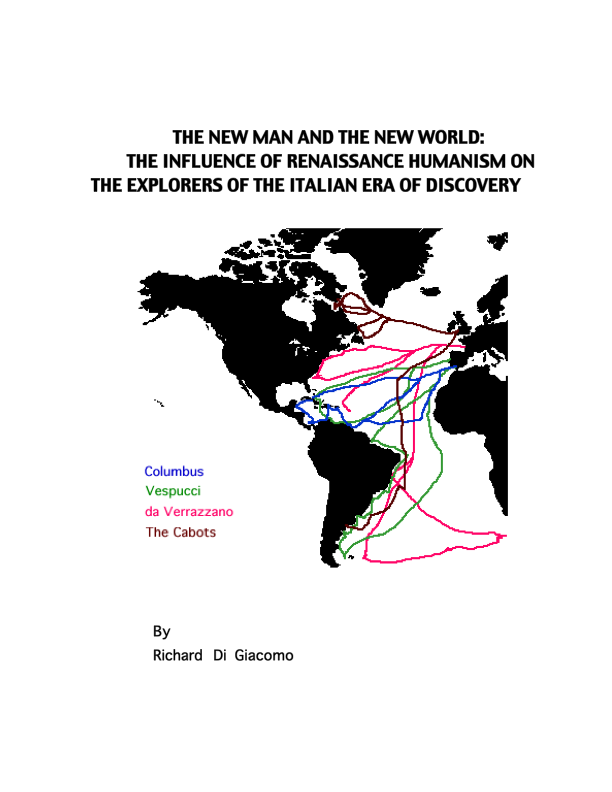 THE NEW MAN AND THE NEW WORLD:
THE INFLUENCE OF RENAISSANCE HUMANISM ON
THE EXPLORERS OF THE ITALIAN ERA OF DISCOVERY
Columbus
Vespucci
da Verrazzano
The Cabots
By
Richard Di Giacomo